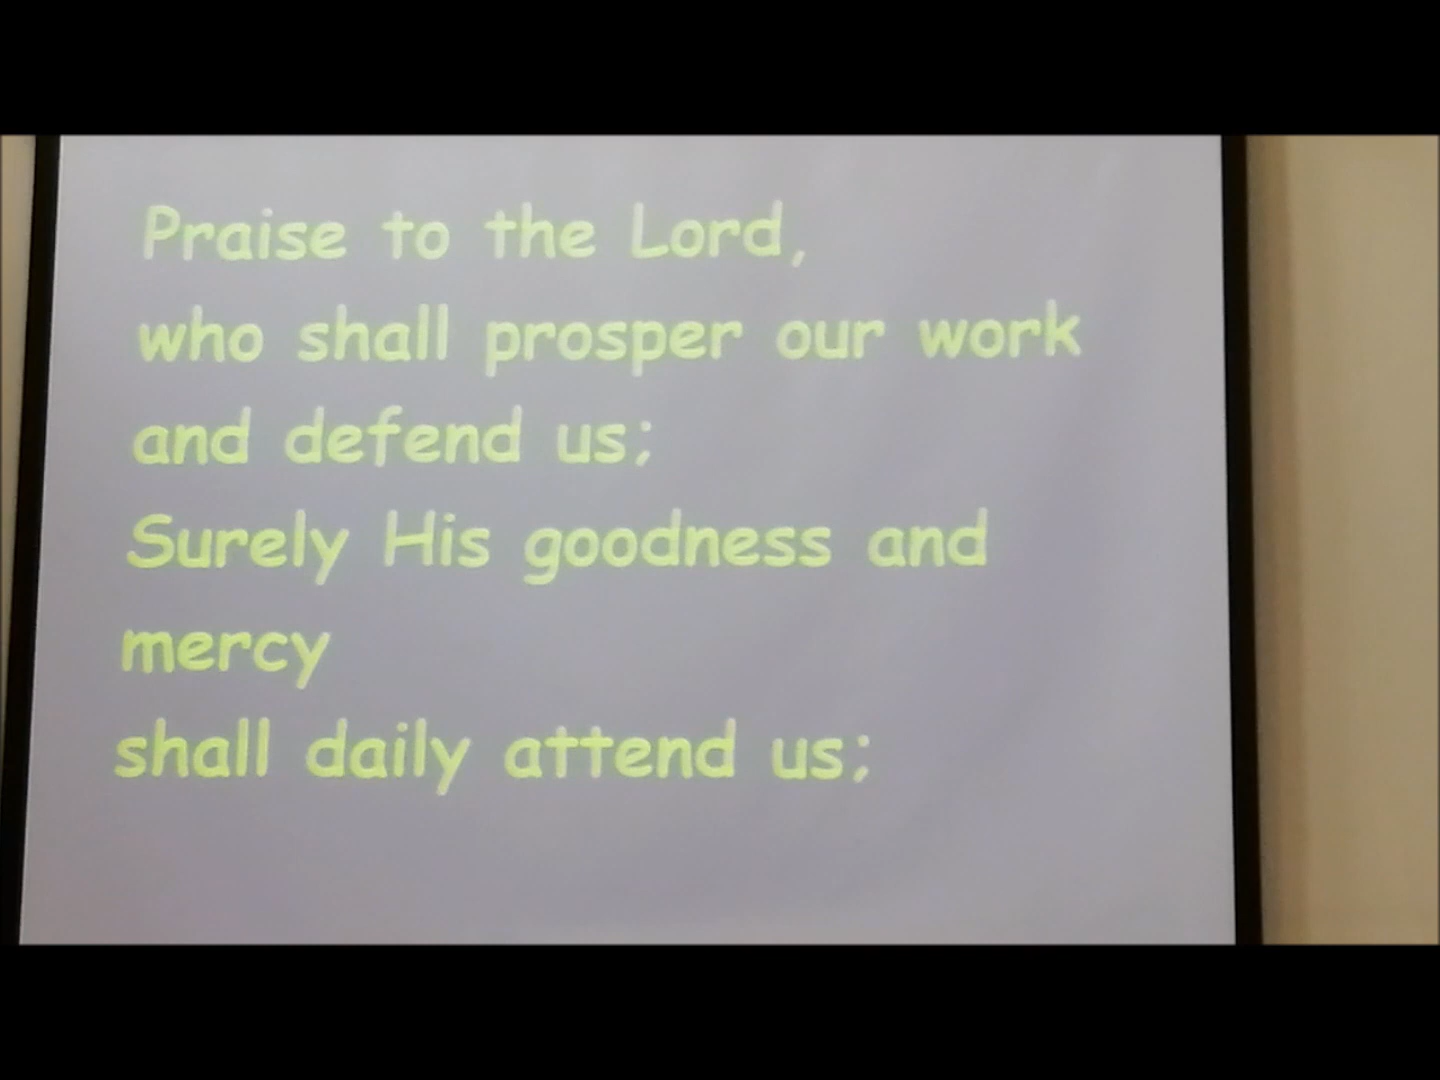 Praise to the Lord,
who shall prosper our work
and defend us;
Surely His goodness and
mercy
shall daily attend us;